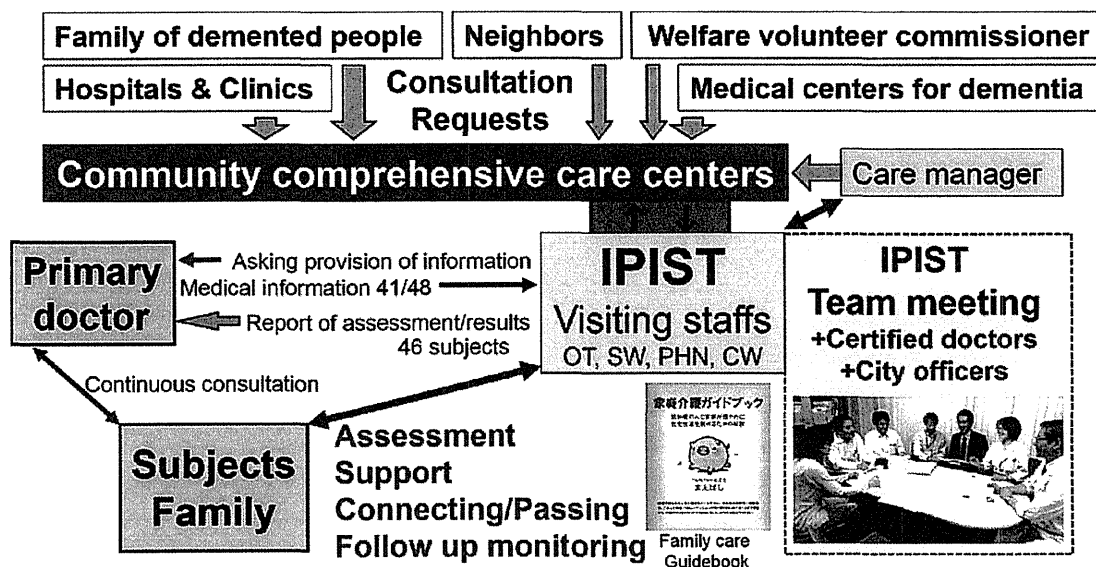 Family of demented people
Neighbors
Welfare volunteer commissioner
Hospitals & Clinics
Consultation
Requests
Medical centers for dementia
Community comprehensive care centers
Care manager
Primary
doctor
Asking provision of information
Medical information 41/48
Report of assessment/results
46 subjects
IPIST
Visiting staffs
OT, SW, PHN, CW
IPIST
Team meeting
+Certified doctors
+City officers
Continuous consultation
Subjects
Family
Assessment
Support
Connecting/Passing
Follow up monitoring
家族介護ガイドブック
まえばし
Family care
Guidebook